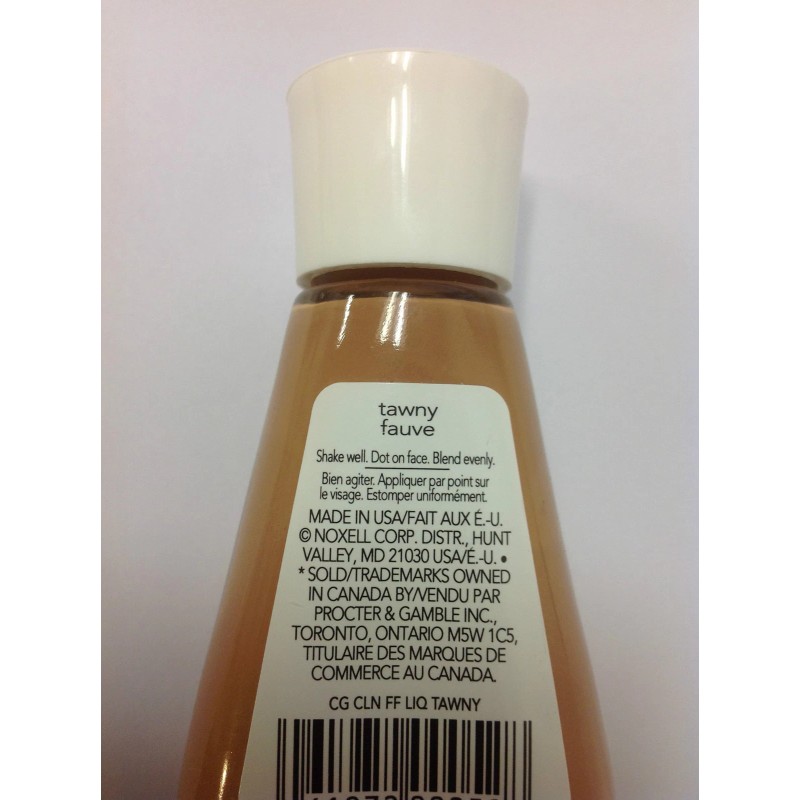 tawny
fauve
Shake well. Dot on face. Blend evenly.
Bien agiter. Appliquer par point sur
le visage. Estomper uniformément.
MADE IN USA/FAIT AUX É.-U.
© NOXELL CORP. DISTR., HUNT
VALLEY, MD 21030 USA/É.-U. •
* SOLD/TRADEMARKS OWNED
IN CANADA BY/VENDU PAR
PROCTER & GAMBLE INC.,
TORONTO, ONTARIO M5W 1C5,
TITULAIRE DES MARQUES DE
COMMERCE AU CANADA.
CG CLN FF LIQ TAWNY